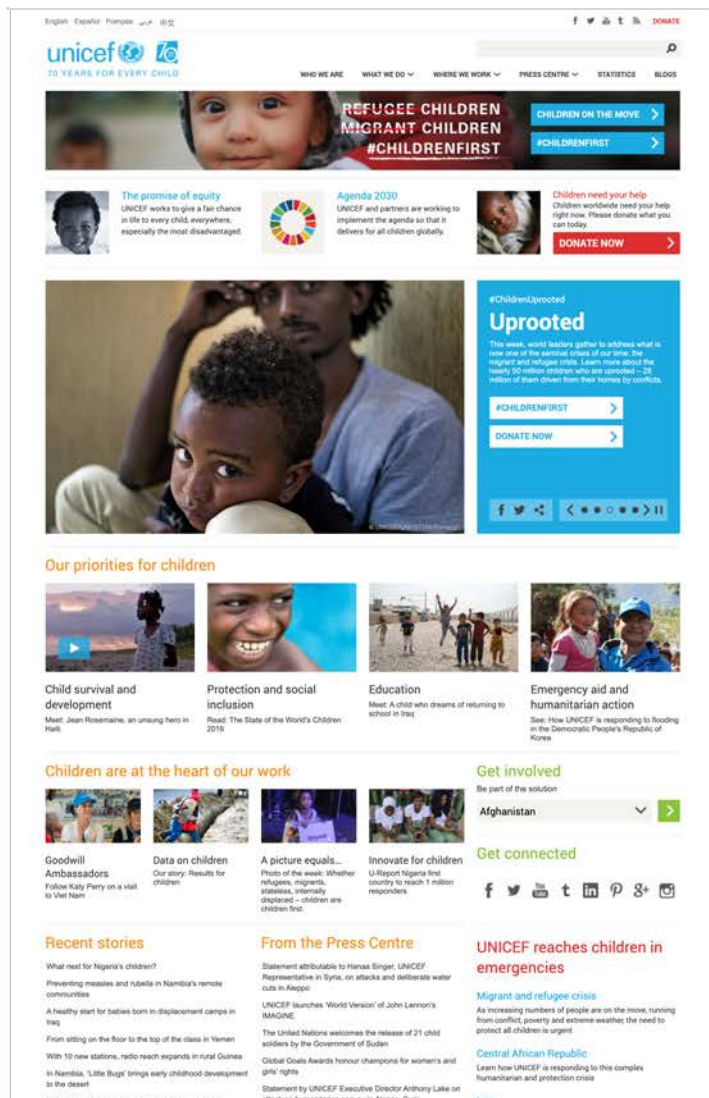 English Español Français عربي 中文
DONATE
unicef 70
70 YEARS FOR EVERY CHILD
WHO WE ARE WHAT WE DO WHERE WE WORK PRESS CENTRE STATISTICS BLOGS
REFUGEE CHILDREN
MIGRANT CHILDREN
#CHILDRENFIRST
CHILDREN ON THE MOVE
#CHILDRENFIRST
The promise of equity
UNICEF works to give a fair chance
in life to every child, everywhere,
especially the most disadvantaged.
Agenda 2030
UNICEF and partners are working to
implement the agenda so that it
delivers for all children globally.
Children need your help
Children worldwide need your help
right now. Please donate what you
can today.
DONATE NOW
#ChildrenUprooted
Uprooted
This week, world leaders gather to address what is
now one of the seminal crises of our time: the
migrant and refugee crisis. Learn more about the
nearly 50 million children who are uprooted – 28
million of them driven from their homes by conflicts.
#CHILDRENFIRST
DONATE NOW
Our priorities for children
Child survival and
development
Meet: Jean Rosemaine, an unsung hero in
Haiti
Protection and social
inclusion
Read: The State of the World's Children
2016
Education
Meet: A child who dreams of returning to
school in Iraq
Emergency aid and
humanitarian action
See: How UNICEF is responding to flooding
in the Democratic People's Republic of
Korea
Children are at the heart of our work
Goodwill
Ambassadors
Follow Katy Perry on a visit
to Viet Nam
Data on children
Our story: Results for
children
A picture equals...
Photo of the week: Whether
refugees, migrants,
stateless, internally
displaced – children are
children first.
Innovate for children
U-Report Nigeria first
country to reach 1 million
responders
Get involved
Be part of the solution
Afghanistan
Get connected
Recent stories
What next for Nigeria's children?
Preventing measles and rubella in Namibia's remote
communities
A healthy start for babies born in displacement camps in
Iraq
From sitting on the floor to the top of the class in Yemen
With 10 new stations, radio reach expands in rural Guinea
In Namibia, 'Little Bugs' brings early childhood development
to the desert
From the Press Centre
Statement attributable to Hanaa Singer, UNICEF
Representative in Syria, on attacks and deliberate water
cuts in Aleppo
UNICEF launches 'World Version' of John Lennon's
IMAGINE
The United Nations welcomes the release of 21 child
soldiers by the Government of Sudan
Global Goals Awards honour champions for women's and
girls' rights
Statement by UNICEF Executive Director Anthony Lake on
UNICEF reaches children in
emergencies
Migrant and refugee crisis
As increasing numbers of people are on the move, running
from conflict, poverty and extreme weather, the need to
protect all children is urgent
Central African Republic
Learn how UNICEF is responding to this complex
humanitarian and protection crisis